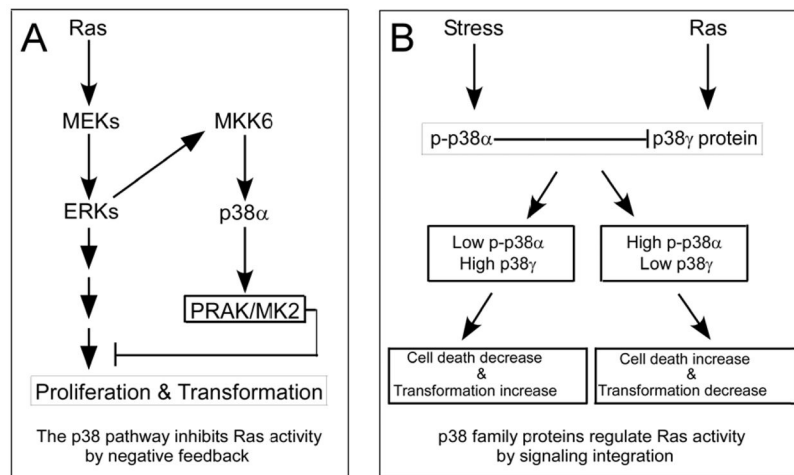 A
Ras
MEKs
MKK6
ERKs
p38α
PRAK/MK2
Proliferation & Transformation
The p38 pathway inhibits Ras activity
by negative feedback
B
Stress
Ras
p-p38α
p38γ protein
Low p-p38α
High p38γ
High p-p38α
Low p38γ
Cell death decrease
&
Transformation increase
Cell death increase
&
Transformation decrease
p38 family proteins regulate Ras activity
by signaling integration